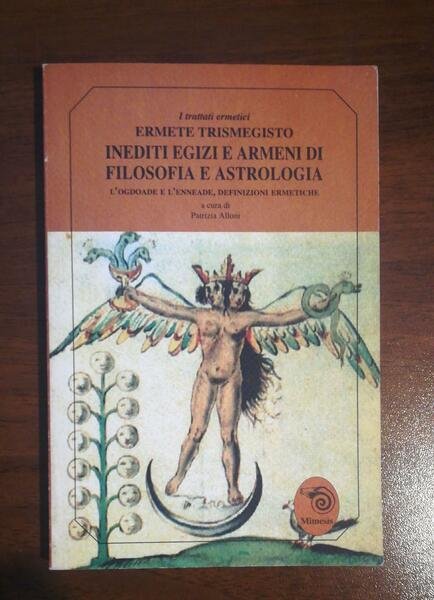 I trattati ermetici
ERMETE TRISMEGISTO
INEDITI EGIZI E ARMENI DI
FILOSOFIA E ASTROLOGIA
L'OGDOADE E L'ENNEADE, DEFINIZIONI ERMETICHE
a cura di
Patrizia Alloni
Mimesis